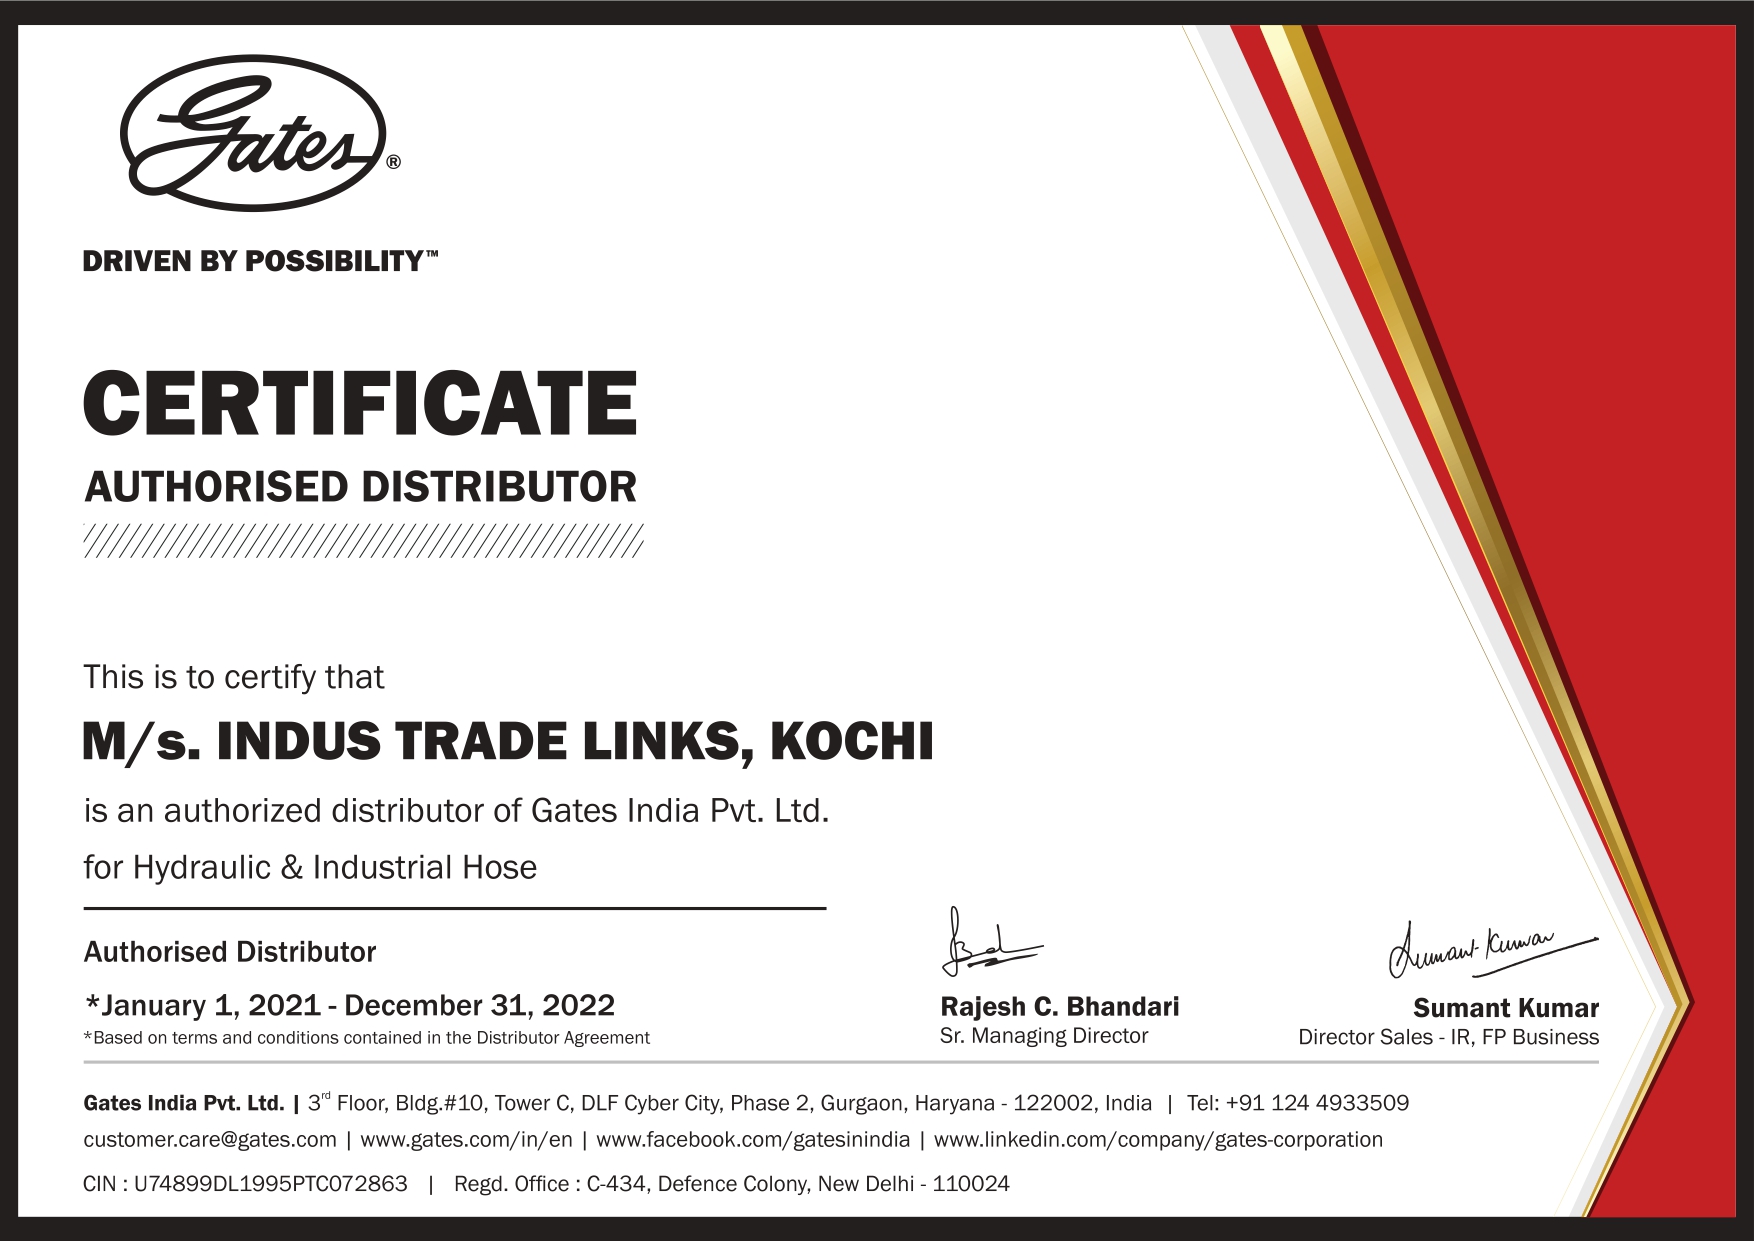 Gates®
DRIVEN BY POSSIBILITY™
CERTIFICATE
AUTHORISED DISTRIBUTOR
This is to certify that
M/s. INDUS TRADE LINKS, KOCHI
is an authorized distributor of Gates India Pvt. Ltd.
for Hydraulic & Industrial Hose
Authorised Distributor
*January 1, 2021 - December 31, 2022
*Based on terms and conditions contained in the Distributor Agreement
Sumant Kumar
Rajesh C. Bhandari
Sr. Managing Director
Sumant Kumar
Director Sales - IR, FP Business
Gates India Pvt. Ltd. | 3rd Floor, Bldg.#10, Tower C, DLF Cyber City, Phase 2, Gurgaon, Haryana - 122002, India | Tel: +91 124 4933509
customer.care@gates.com | www.gates.com/in/en | www.facebook.com/gatesinindia | www.linkedin.com/company/gates-corporation
CIN : U74899DL1995PTC072863 | Regd. Office : C-434, Defence Colony, New Delhi - 110024